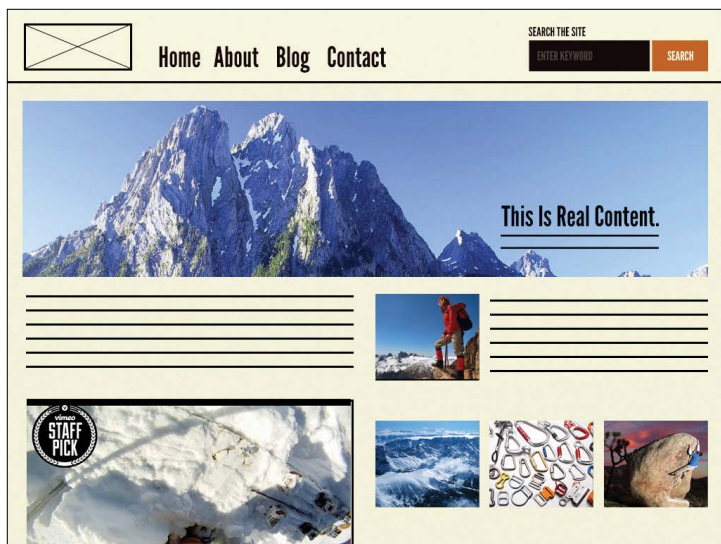 SEARCH THE SITE
Home About Blog Contact
ENTER KEYWORD SEARCH
This Is Real Content.
vimeo
STAFF
PICK